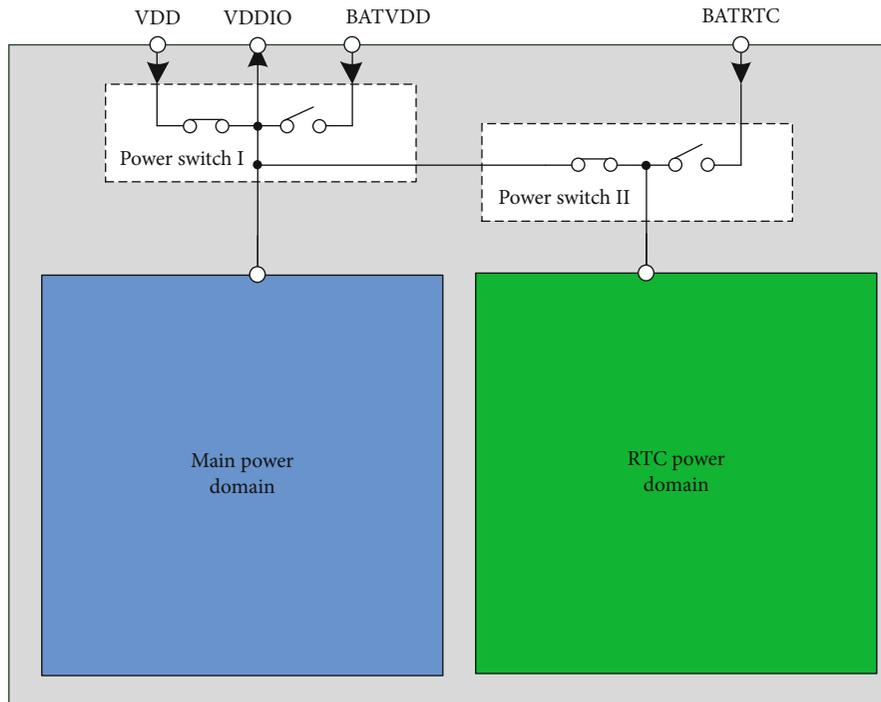 VDD
VDDIO
BATVDD
BATRTC
Power switch I
Power switch II
Main power
domain
RTC power
domain